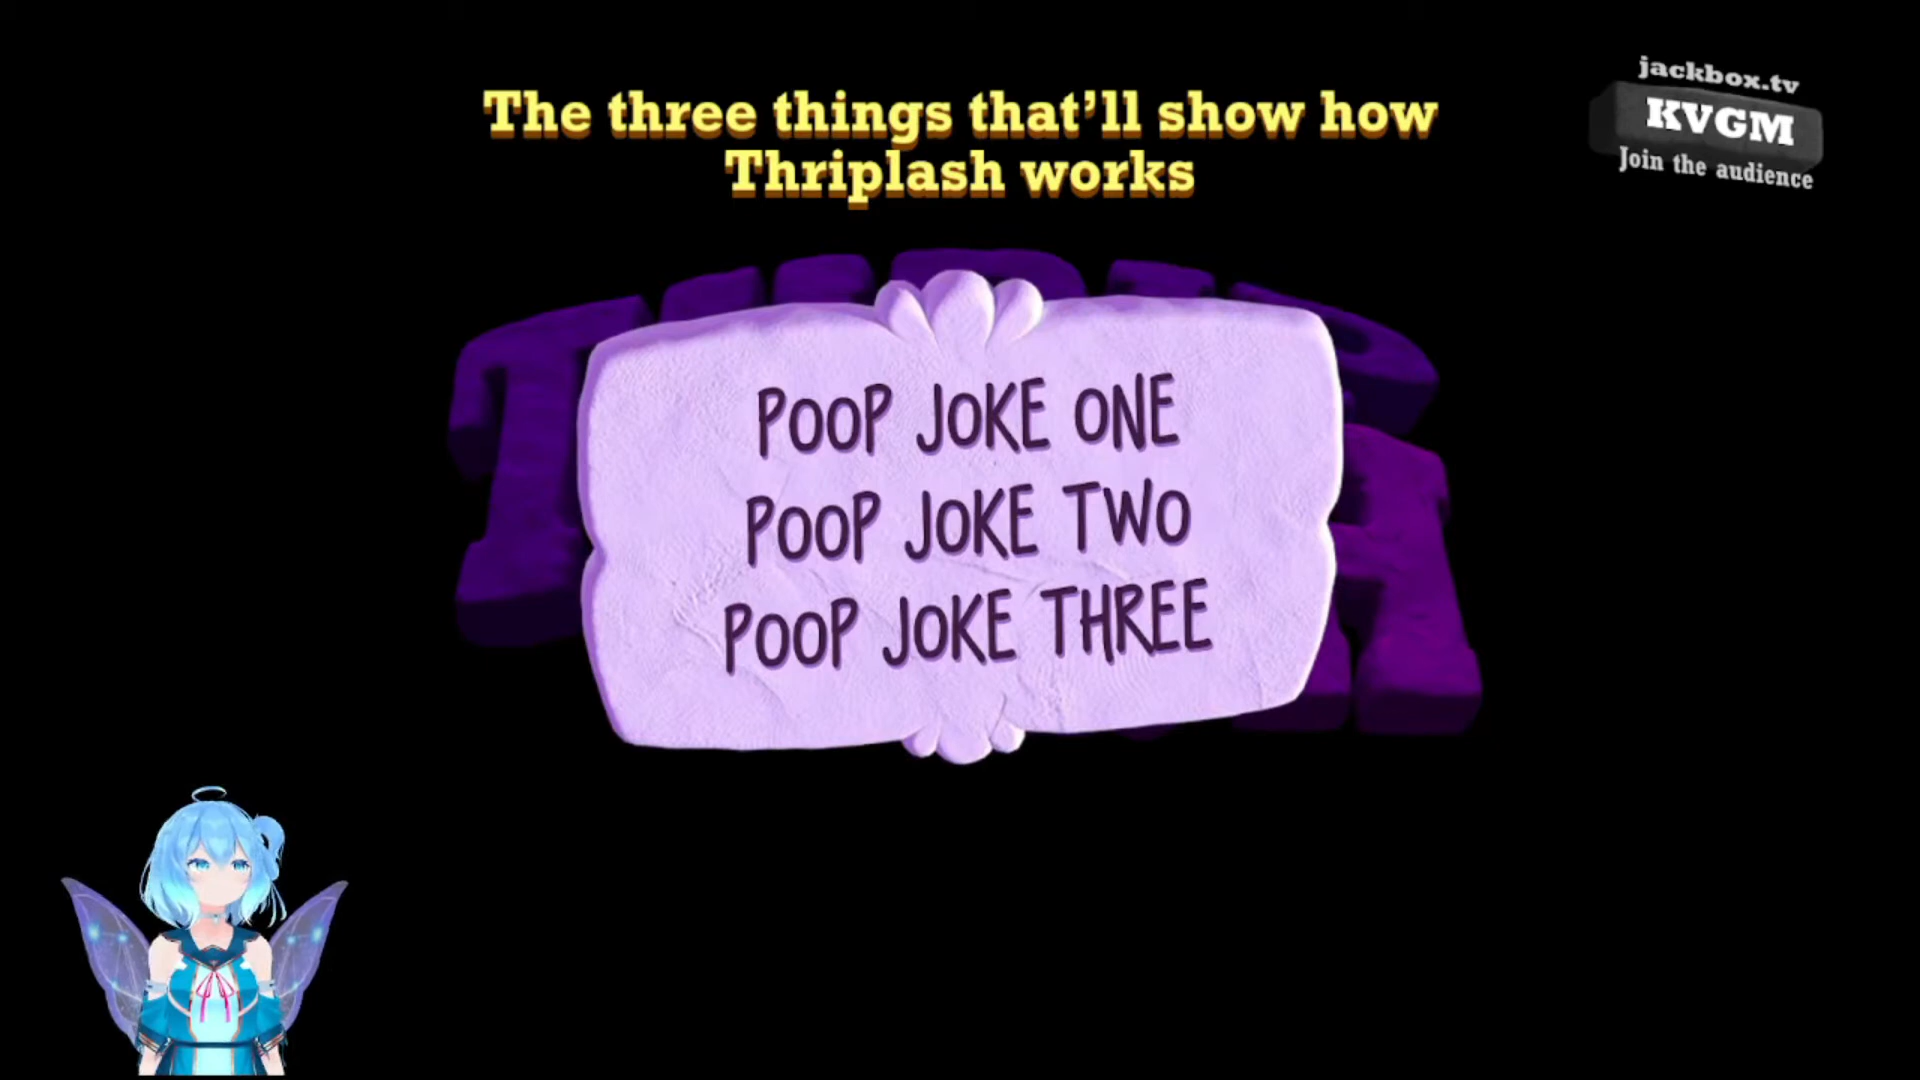 The three things that'll show how
Thriplash works
jackbox.tv
KVGM
Join the audience
POOP JOKE ONE
POOP JOKE TWO
POOP JOKE THREE